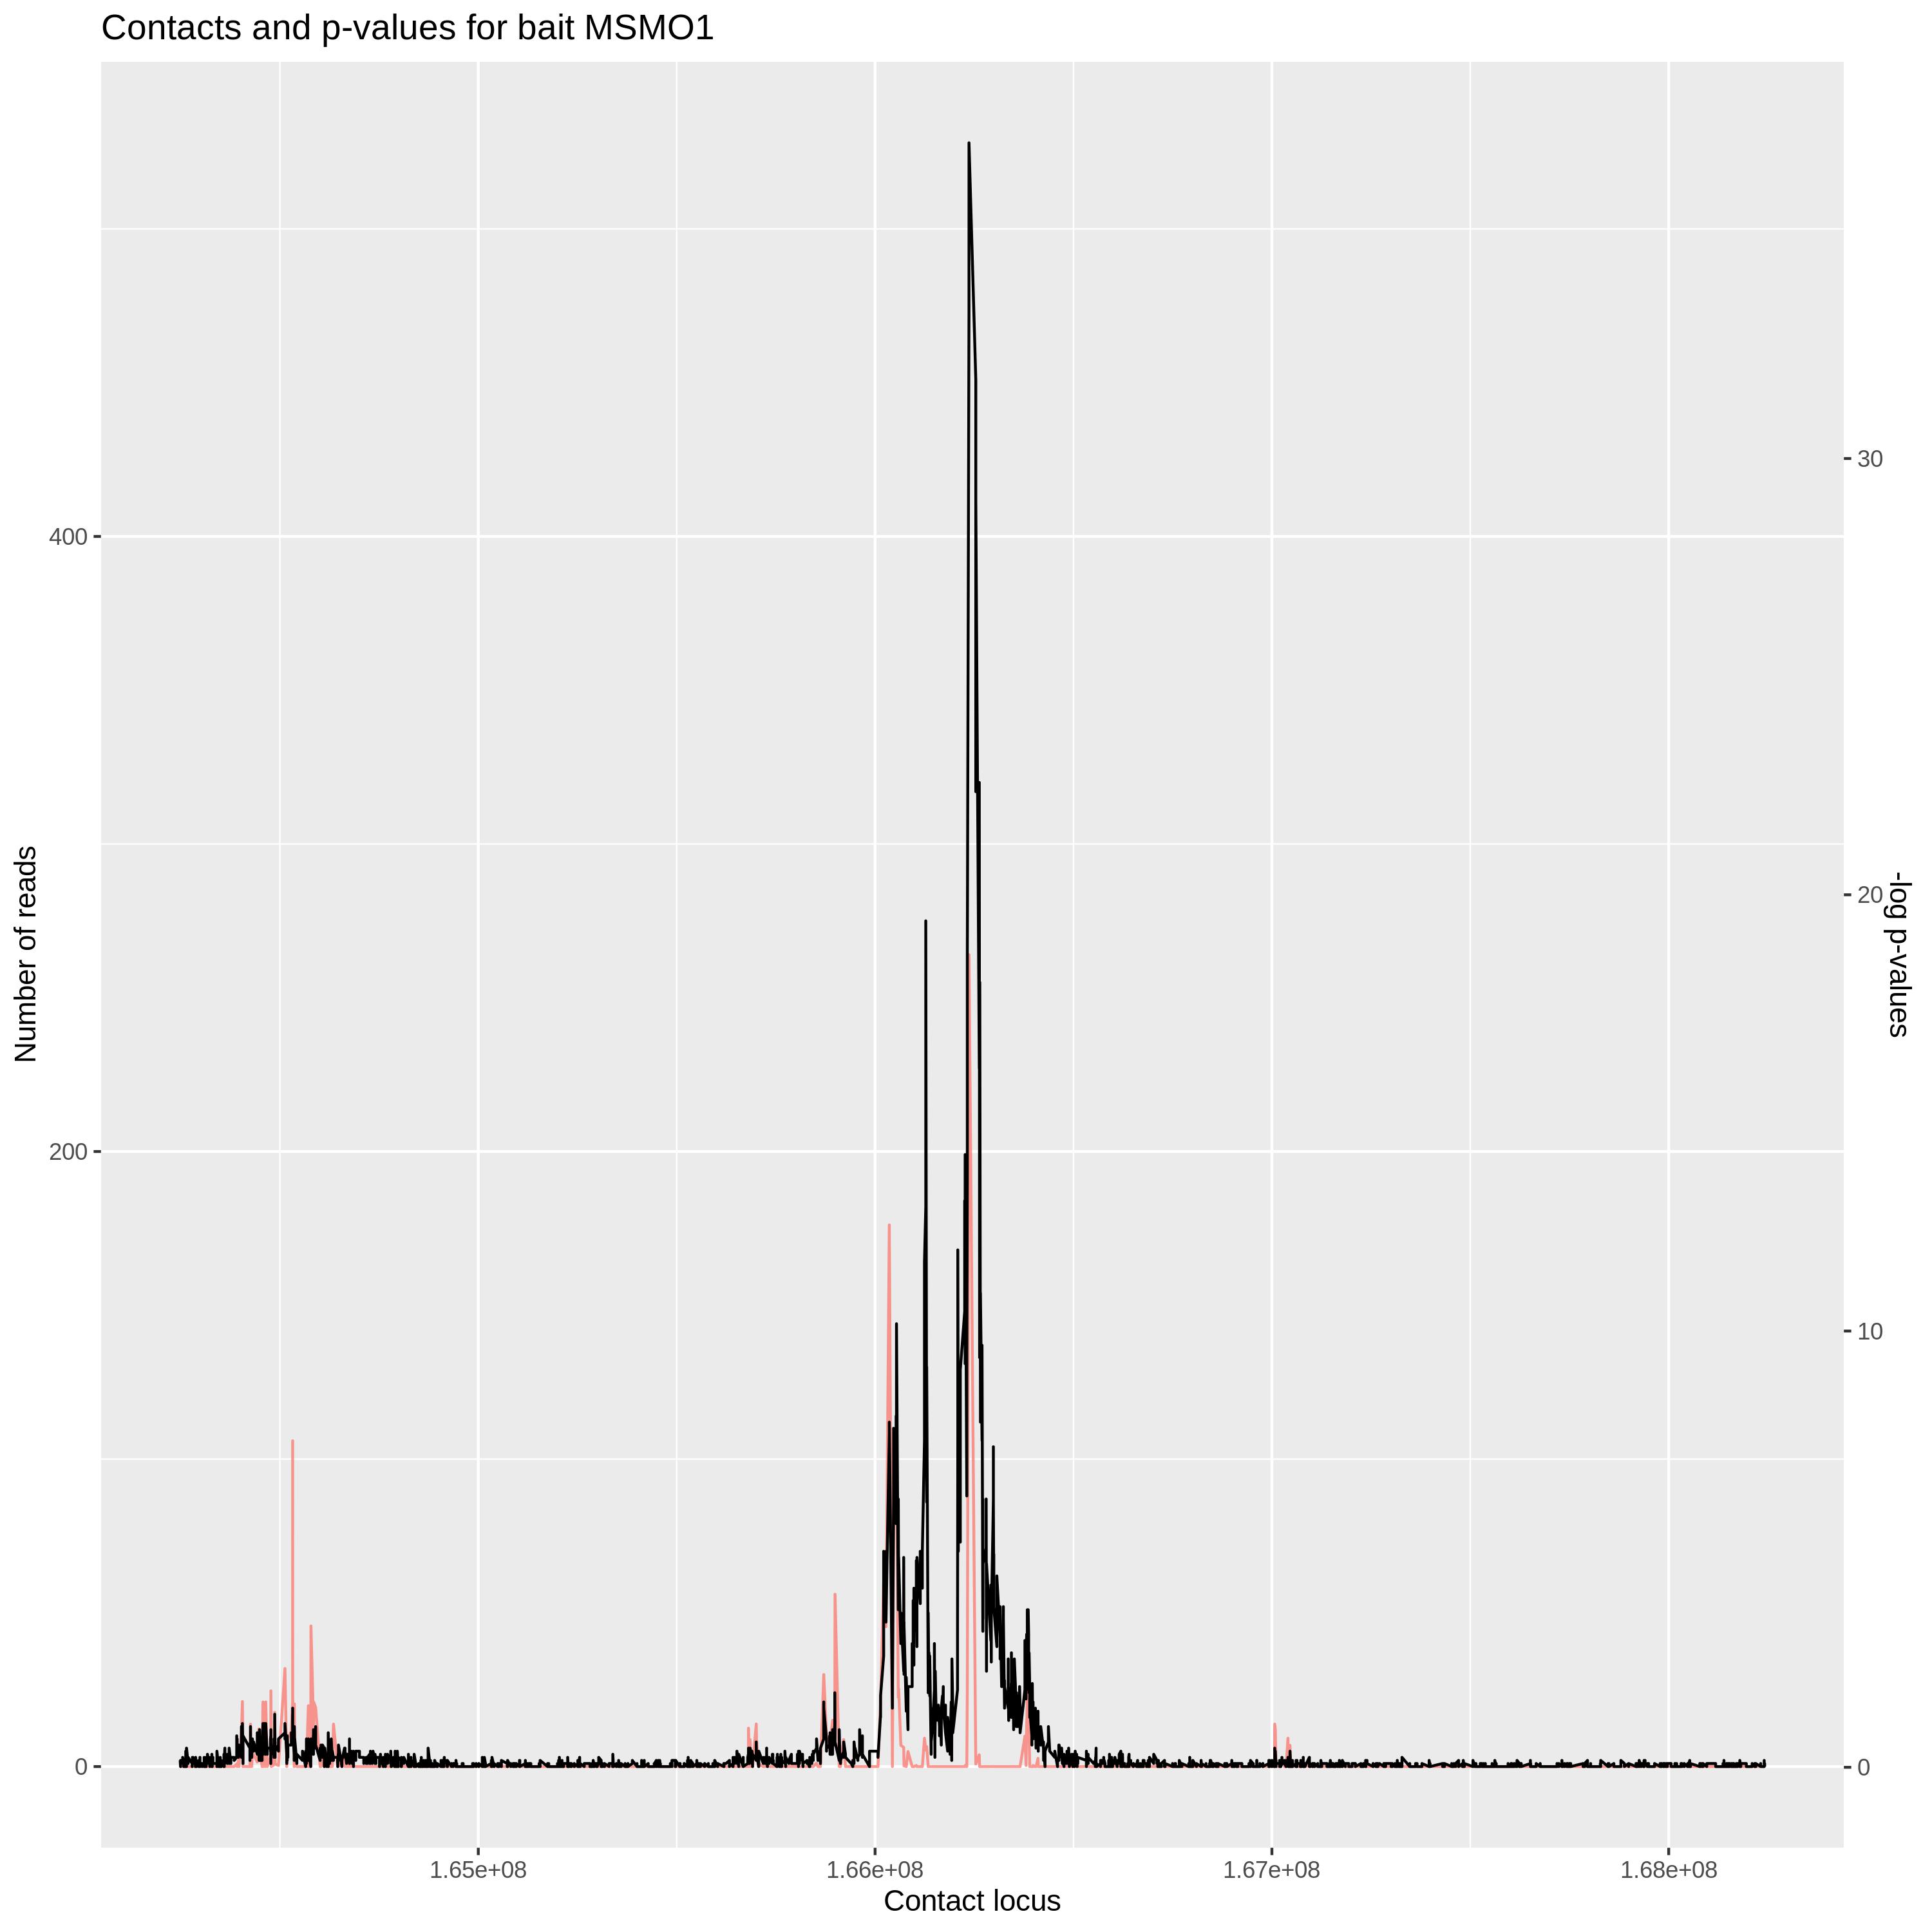 Contacts and p-values for bait MSMO1
Number of reads
400
200
0
30
20
10
0
-log p-values
1.65e+08
1.66e+08
1.67e+08
1.68e+08
Contact locus